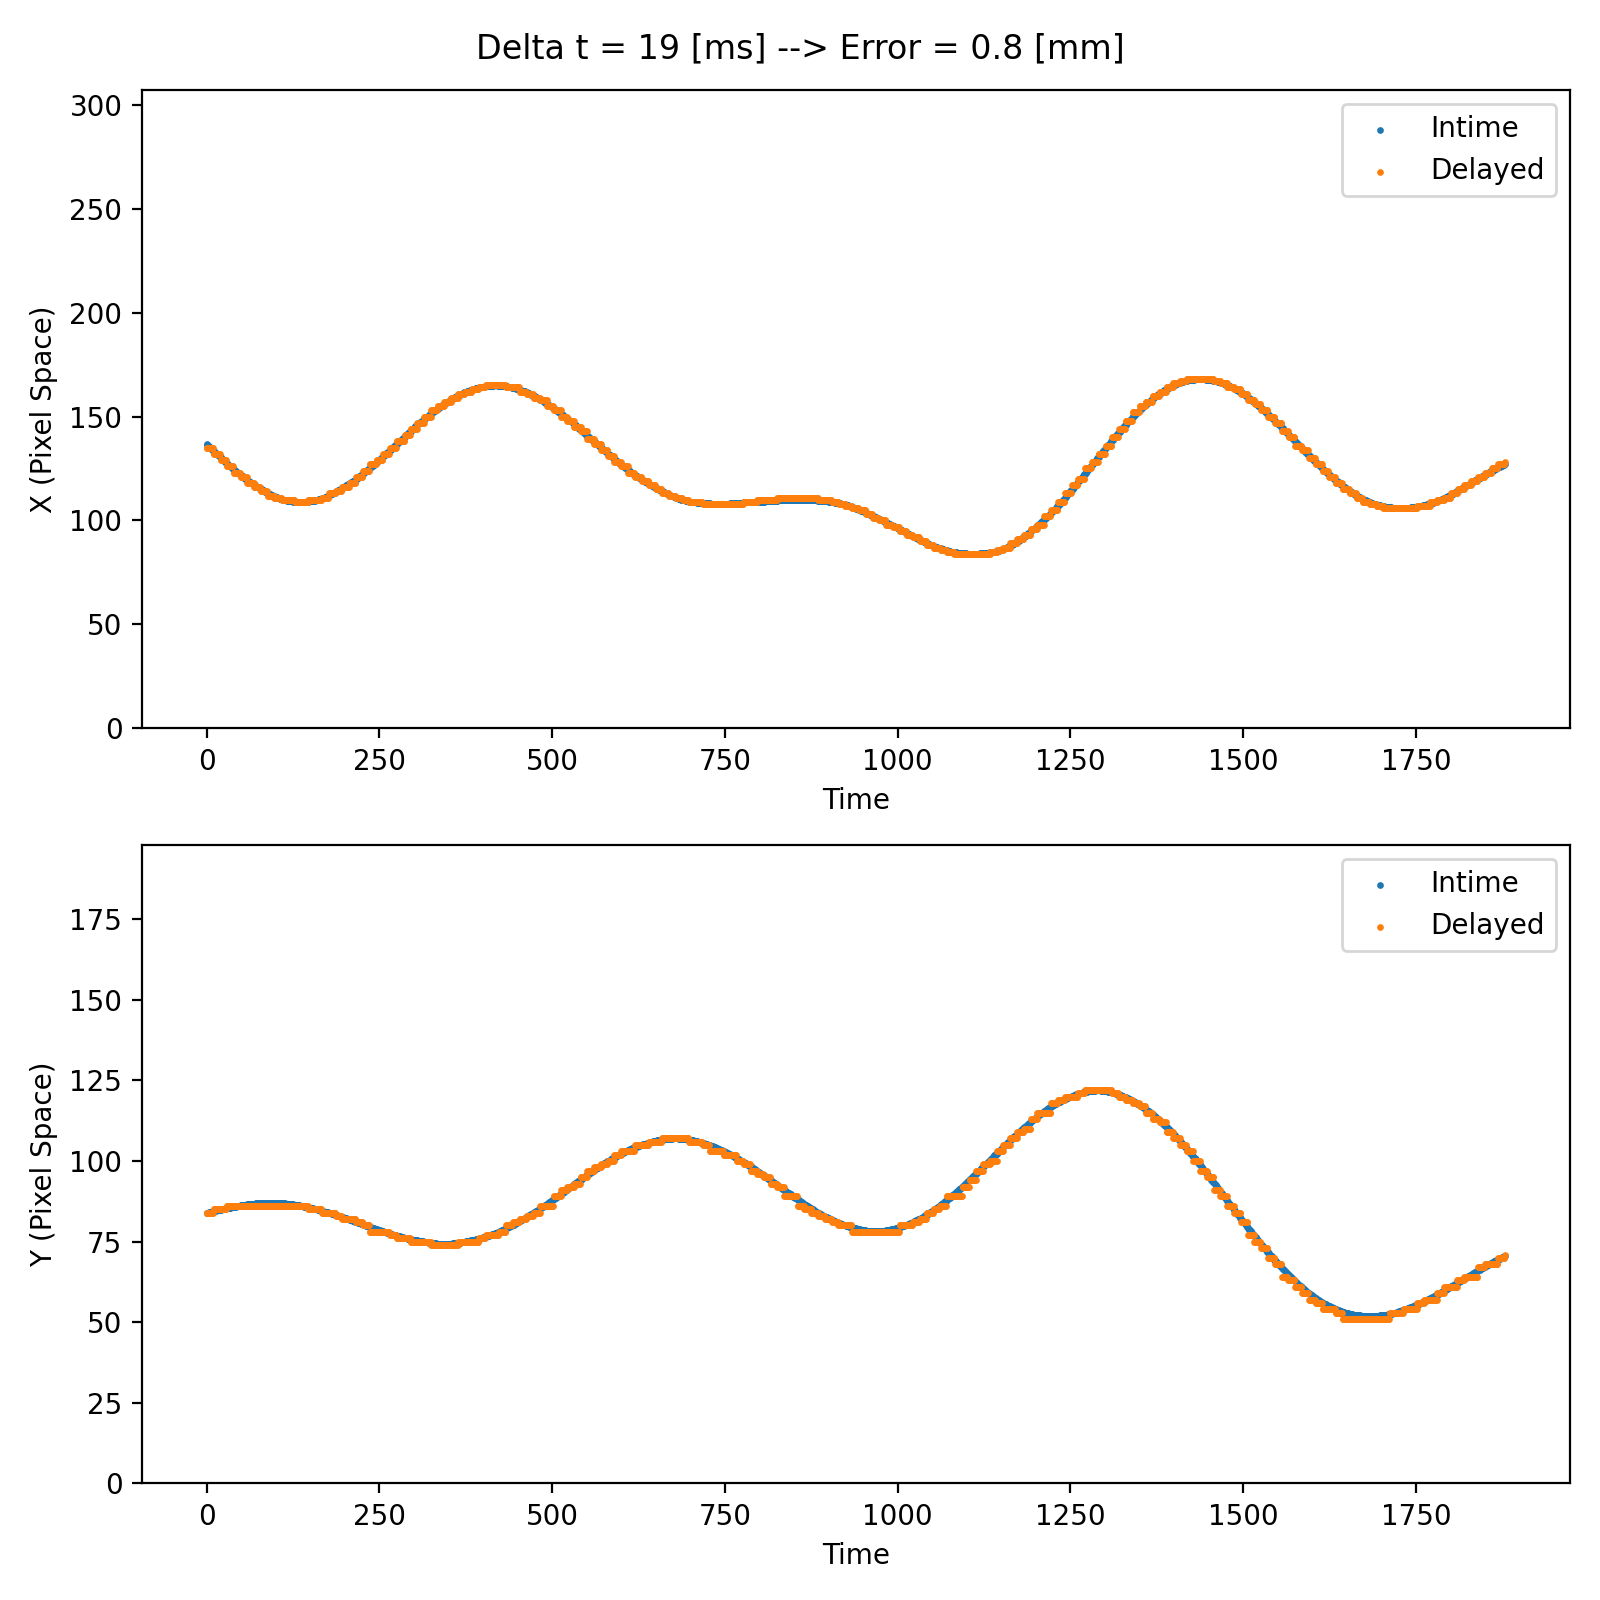 Delta t = 19 [ms] --> Error = 0.8 [mm]
300
250
200
150
100
50
0
X (Pixel Space)
Intime
Delayed
0 250 500 750 1000 1250 1500 1750
Time
175
150
125
100
75
50
25
0
Y (Pixel Space)
Intime
Delayed
0 250 500 750 1000 1250 1500 1750
Time